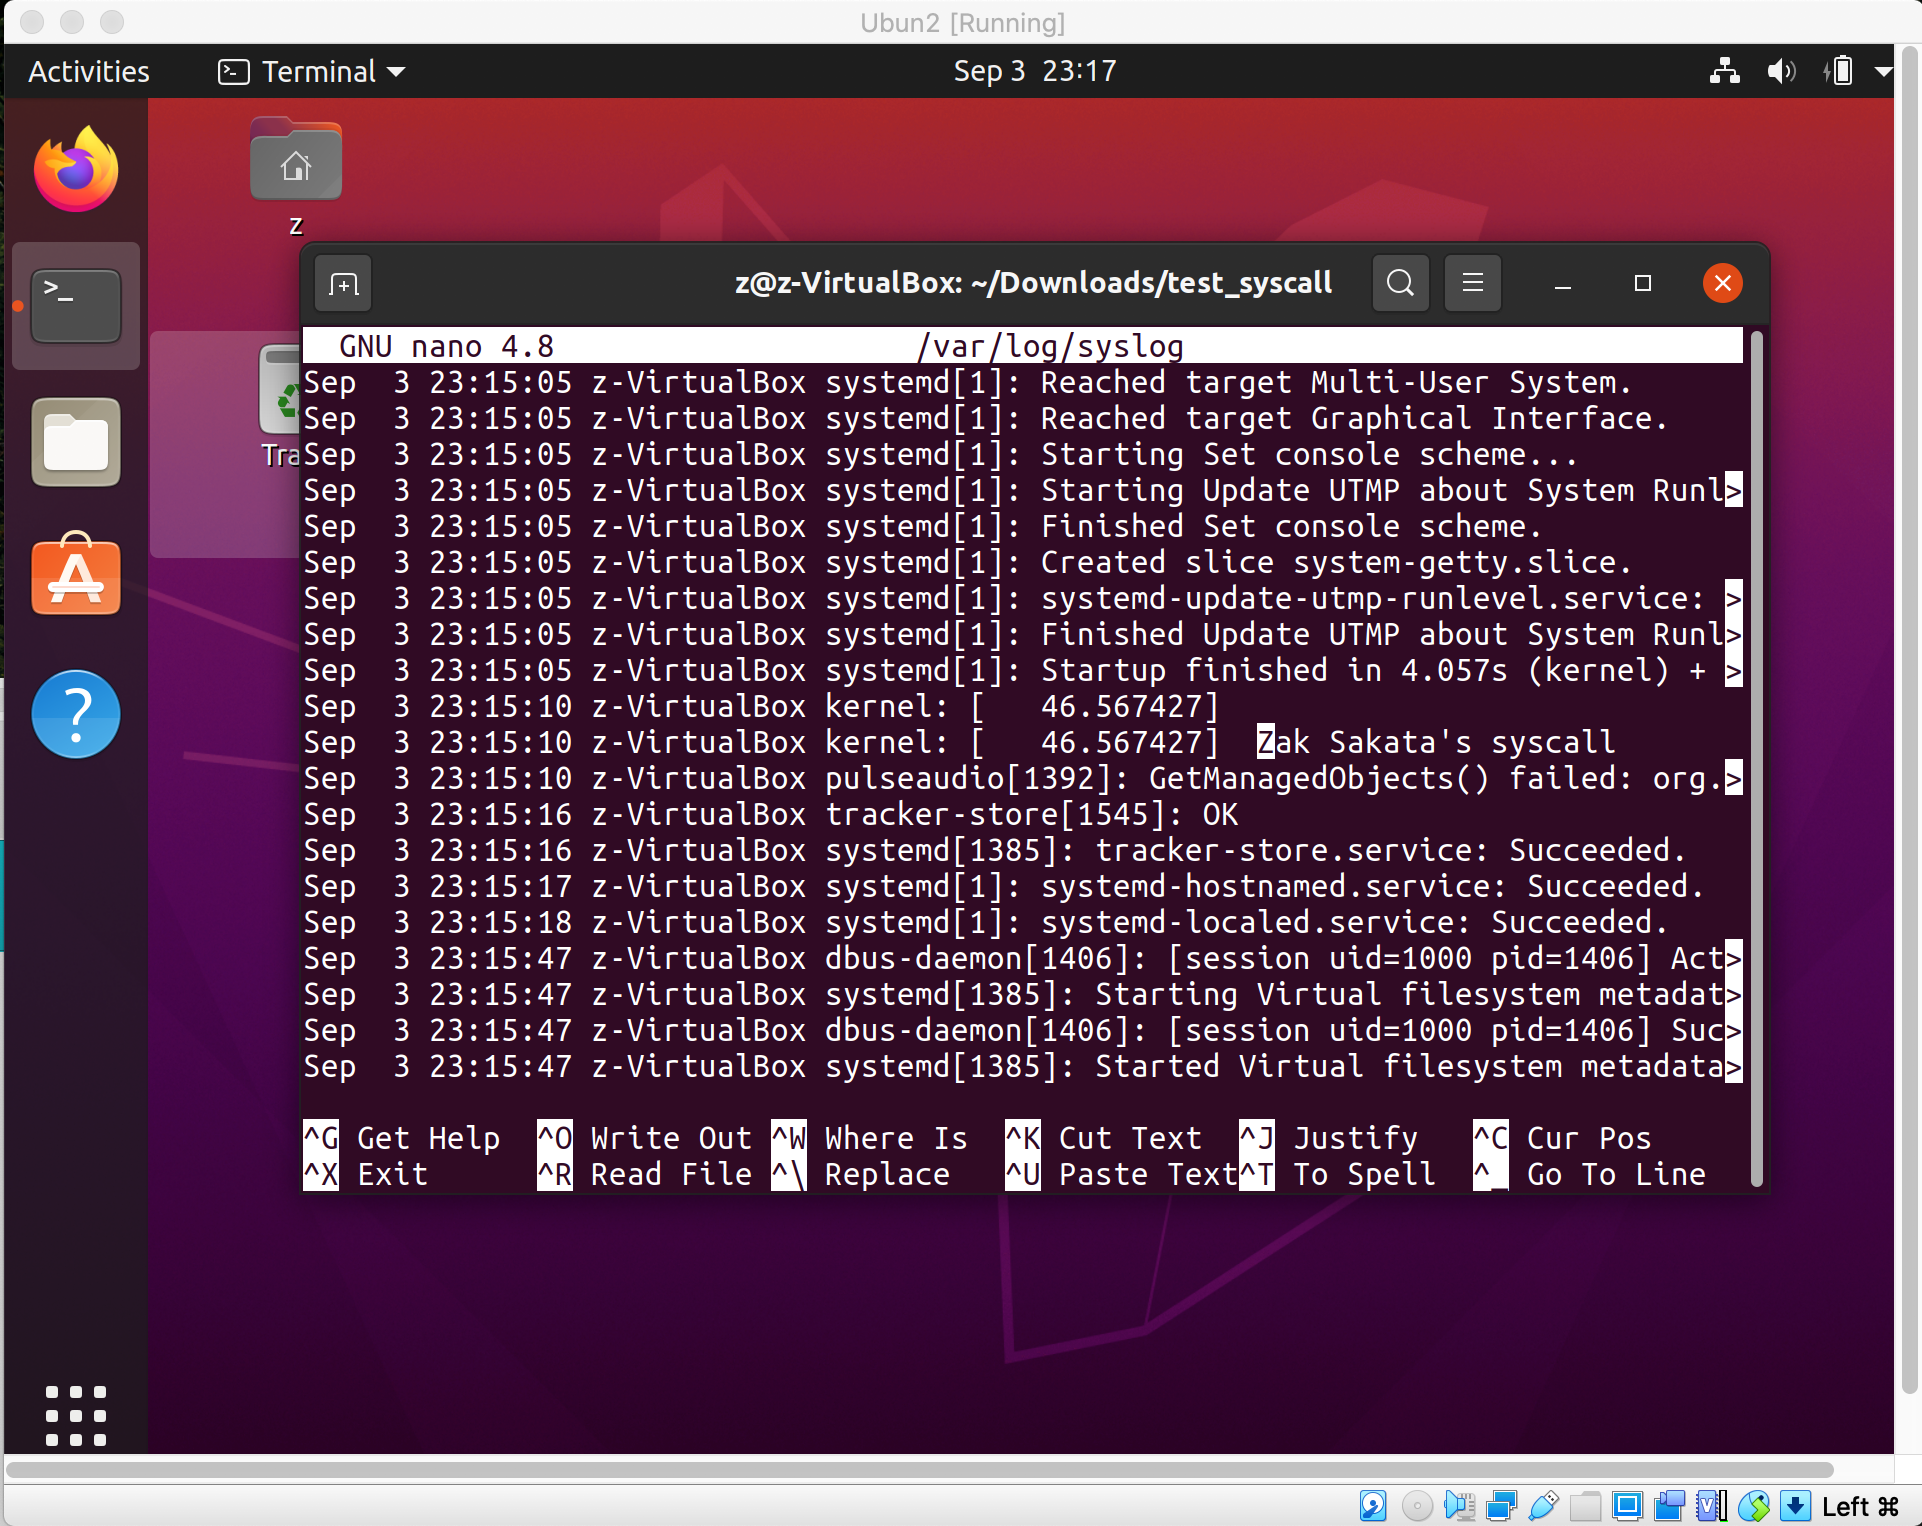 Ubun2 [Running]
Activities
Terminal
Sep 3 23:17
z
Tra
z@z-VirtualBox: ~/Downloads/test_syscall
GNU nano 4.8 /var/log/syslog
Sep  3 23:15:05 z-VirtualBox systemd[1]: Reached target Multi-User System.
Sep  3 23:15:05 z-VirtualBox systemd[1]: Reached target Graphical Interface.
Sep  3 23:15:05 z-VirtualBox systemd[1]: Starting Set console scheme...
Sep  3 23:15:05 z-VirtualBox systemd[1]: Starting Update UTMP about System Runl>
Sep  3 23:15:05 z-VirtualBox systemd[1]: Finished Set console scheme.
Sep  3 23:15:05 z-VirtualBox systemd[1]: Created slice system-getty.slice.
Sep  3 23:15:05 z-VirtualBox systemd[1]: systemd-update-utmp-runlevel.service: >
Sep  3 23:15:05 z-VirtualBox systemd[1]: Finished Update UTMP about System Runl>
Sep  3 23:15:05 z-VirtualBox systemd[1]: Startup finished in 4.057s (kernel) + >
Sep  3 23:15:10 z-VirtualBox kernel: [   46.567427]
Sep  3 23:15:10 z-VirtualBox kernel: [   46.567427]  Zak Sakata's syscall
Sep  3 23:15:10 z-VirtualBox pulseaudio[1392]: GetManagedObjects() failed: org.>
Sep  3 23:15:16 z-VirtualBox tracker-store[1545]: OK
Sep  3 23:15:16 z-VirtualBox systemd[1385]: tracker-store.service: Succeeded.
Sep  3 23:15:17 z-VirtualBox systemd[1]: systemd-hostnamed.service: Succeeded.
Sep  3 23:15:18 z-VirtualBox systemd[1]: systemd-localed.service: Succeeded.
Sep  3 23:15:47 z-VirtualBox dbus-daemon[1406]: [session uid=1000 pid=1406] Act>
Sep  3 23:15:47 z-VirtualBox systemd[1385]: Starting Virtual filesystem metadat>
Sep  3 23:15:47 z-VirtualBox dbus-daemon[1406]: [session uid=1000 pid=1406] Suc>
Sep  3 23:15:47 z-VirtualBox systemd[1385]: Started Virtual filesystem metadata>
^G Get Help ^O Write Out ^W Where Is ^K Cut Text ^J Justify ^C Cur Pos
^X Exit ^R Read File ^\ Replace ^U Paste Text ^T To Spell ^_ Go To Line
Left ⌘